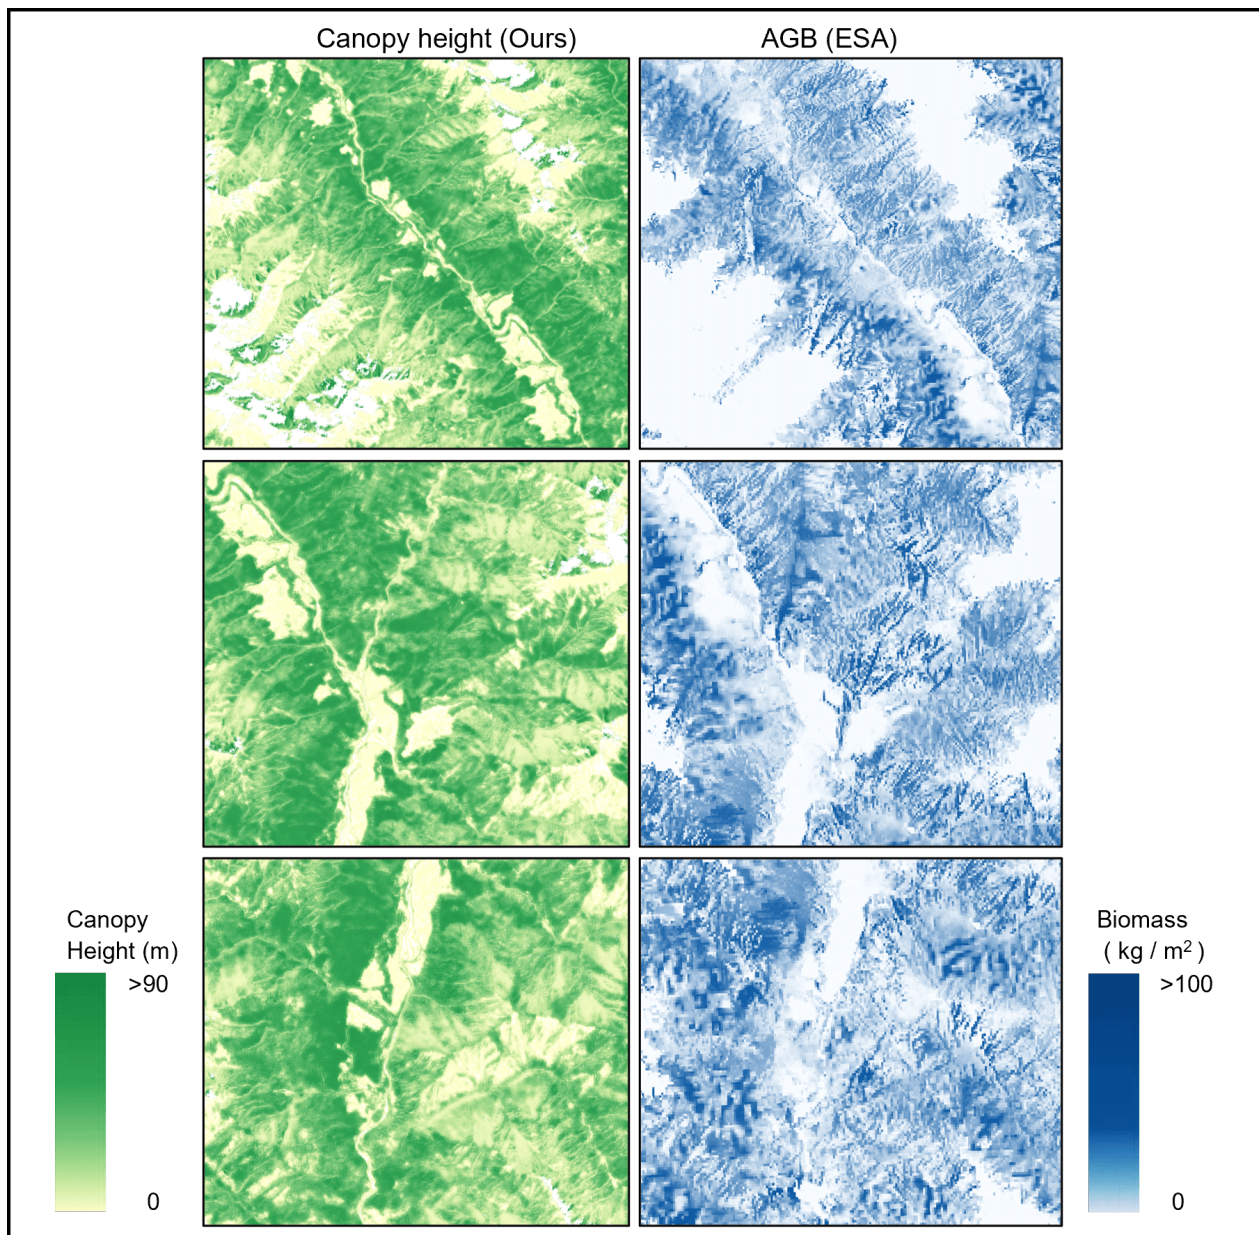 Canopy height (Ours)
AGB (ESA)
Canopy
Height (m)
>90
0
Biomass
( kg / m² )
>100
0